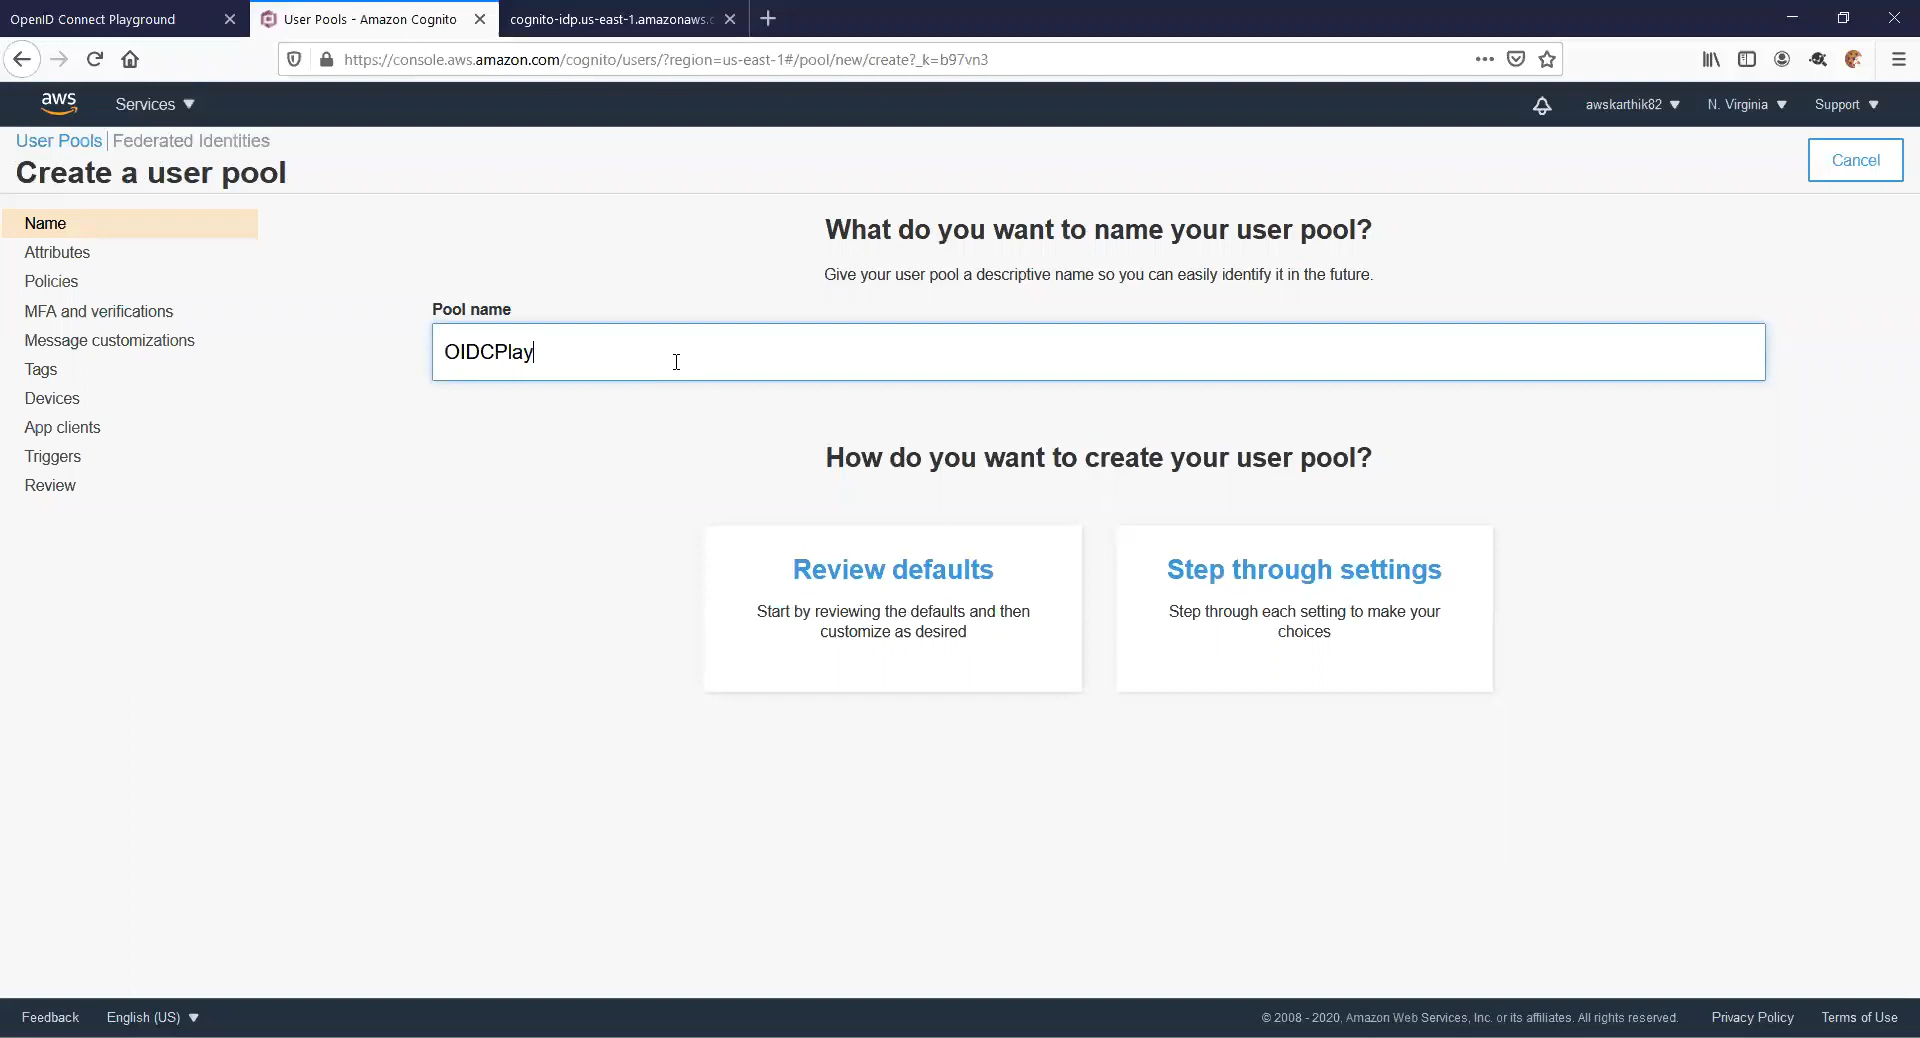 OpenID Connect Playground
User Pools - Amazon Cognito
cognito-idp.us-east-1.amazonaws.c
https://console.aws.amazon.com/cognito/users/?region=us-east-1#/pool/new/create?_k=b97vn3
aws
Services
awskarthik82
N. Virginia
Support
User Pools | Federated Identities
Create a user pool
Cancel
Name
Attributes
Policies
MFA and verifications
Message customizations
Tags
Devices
App clients
Triggers
Review
What do you want to name your user pool?
Give your user pool a descriptive name so you can easily identify it in the future.
Pool name
OIDCPlay
How do you want to create your user pool?
Review defaults
Start by reviewing the defaults and then
customize as desired
Step through settings
Step through each setting to make your
choices
Feedback
English (US)
© 2008 - 2020, Amazon Web Services, Inc. or its affiliates. All rights reserved.
Privacy Policy
Terms of Use